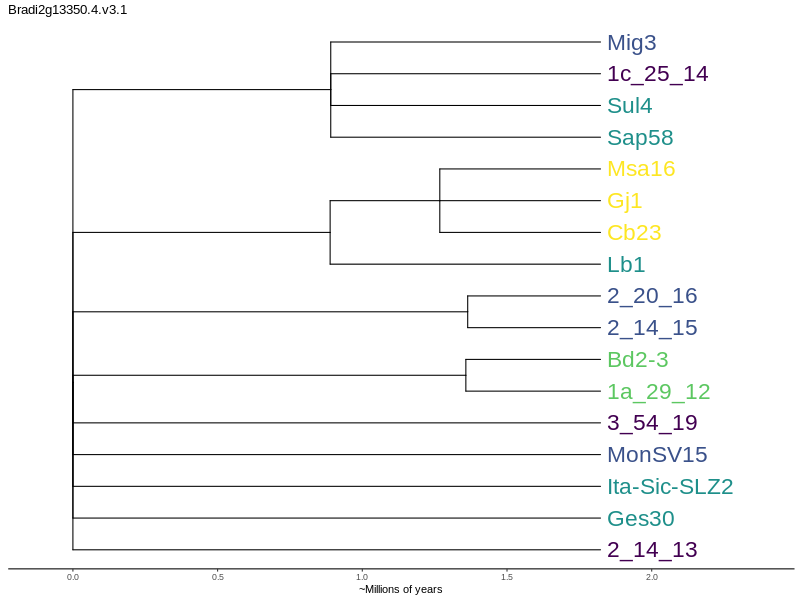 Bradi2g13350.4.v3.1
Mig3
1c_25_14
Sul4
Sap58
Msa16
Gj1
Cb23
Lb1
2_20_16
2_14_15
Bd2-3
1a_29_12
3_54_19
MonSV15
Ita-Sic-SLZ2
Ges30
2_14_13
0.0 0.5 1.0 1.5 2.0
~Millions of years